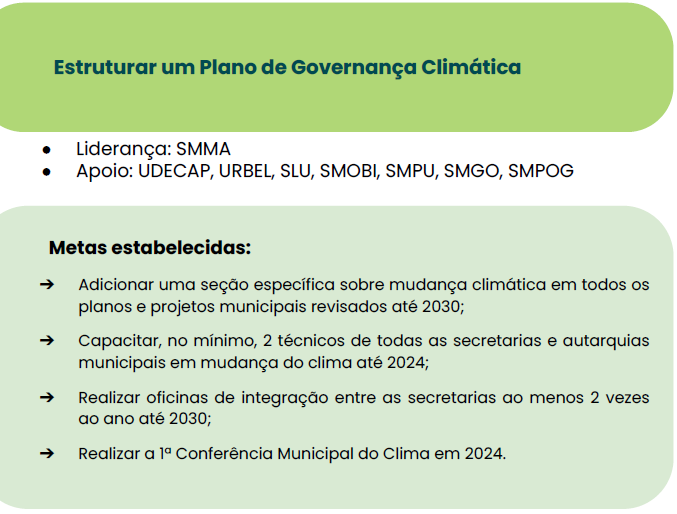 Estruturar um Plano de Governança Climática
● Liderança: SMMA
● Apoio: UDECAP, URBEL, SLU, SMOBI, SMPU, SMGO, SMPOG
Metas estabelecidas:
➔ Adicionar uma seção específica sobre mudança climática em todos os
planos e projetos municipais revisados até 2030;
➔ Capacitar, no mínimo, 2 técnicos de todas as secretarias e autarquias
municipais em mudança do clima até 2024;
➔ Realizar oficinas de integração entre as secretarias ao menos 2 vezes
ao ano até 2030;
➔ Realizar a 1ª Conferência Municipal do Clima em 2024.